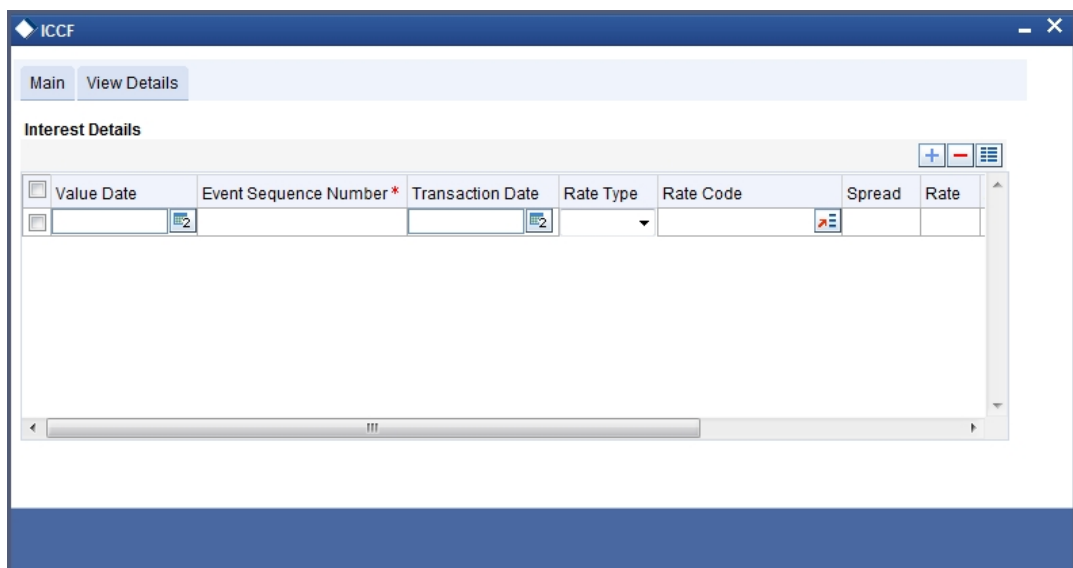 ICCF
Main View Details
Interest Details
Value Date Event Sequence Number * Transaction Date Rate Type Rate Code Spread Rate